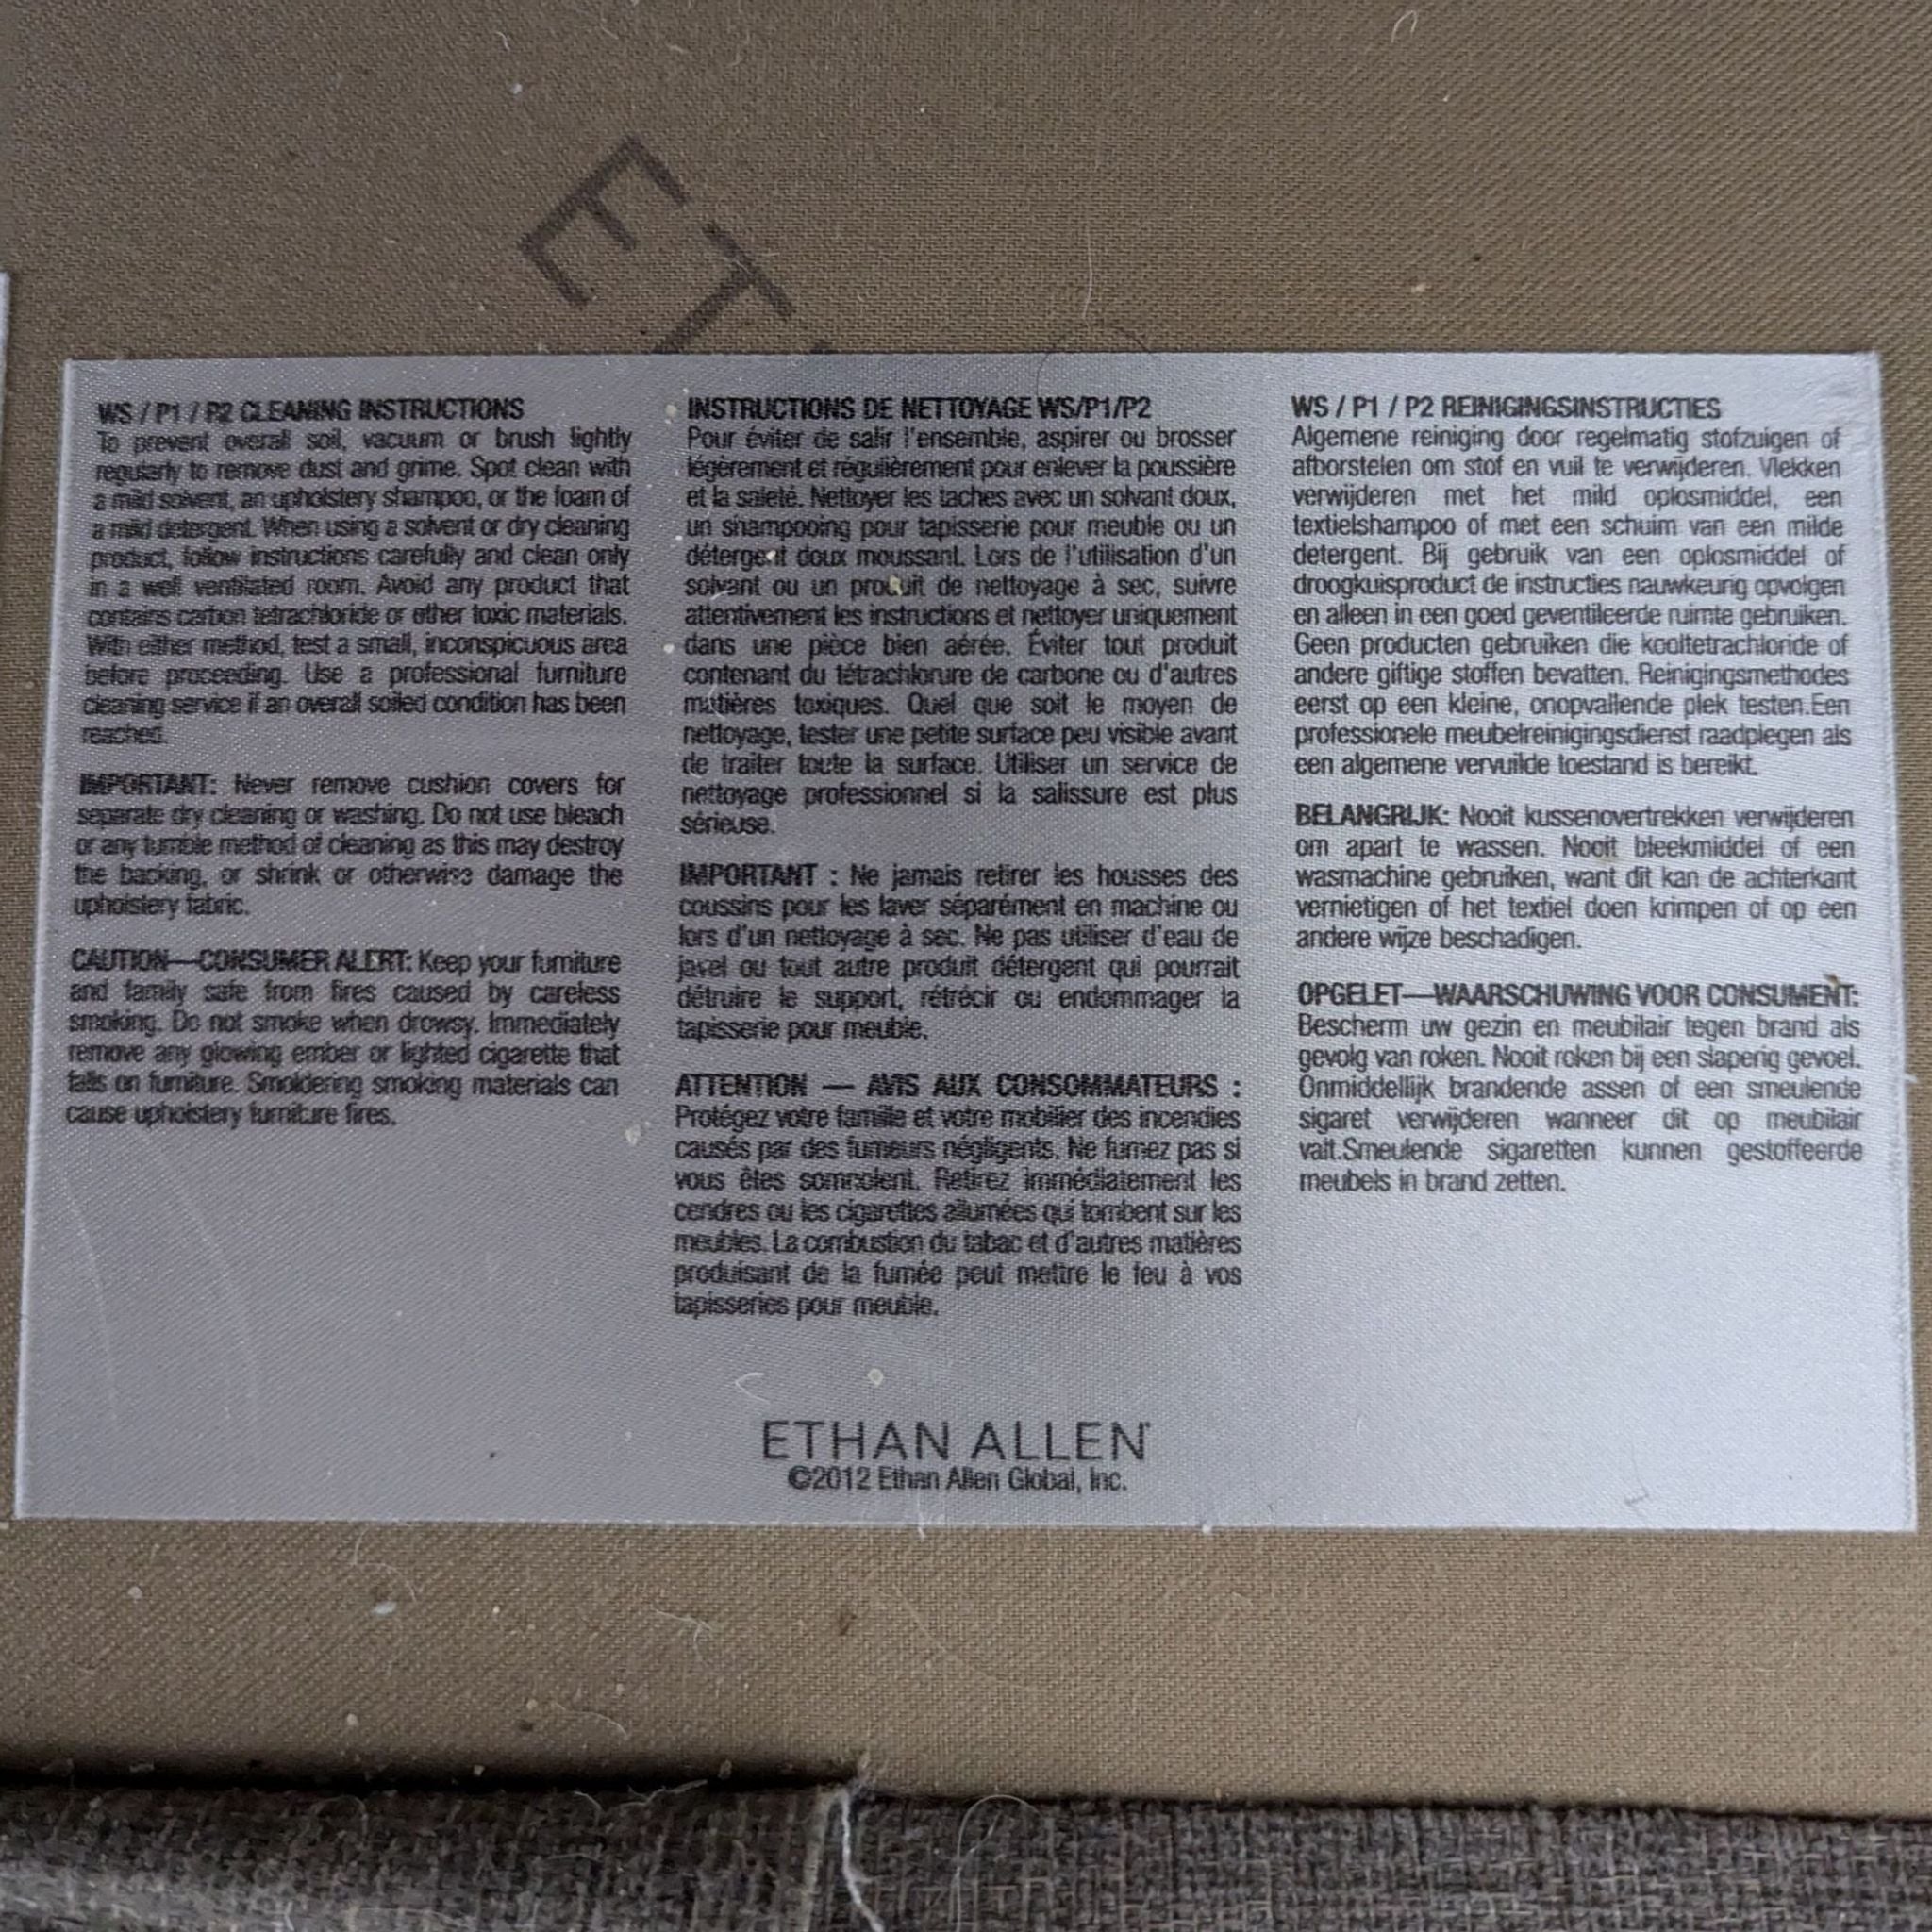 ET
WS / P1 / P2 CLEANING INSTRUCTIONS
To prevent overall soil, vacuum or brush lightly
regularly to remove dust and grime. Spot clean with
a mild solvent, an upholstery shampoo, or the foam of
a mild detergent. When using a solvent or dry cleaning
product, follow instructions carefully and clean only
in a well ventilated room. Avoid any product that
contains carbon tetrachloride or other toxic materials.
With either method, test a small, inconspicuous area
before proceeding. Use a professional furniture
cleaning service if an overall soiled condition has been
reached.
IMPORTANT: Never remove cushion covers for
separate dry cleaning or washing. Do not use bleach
or any tumble method of cleaning as this may destroy
the backing, or shrink or otherwise damage the
upholstery fabric.
CAUTION—CONSUMER ALERT: Keep your furniture
and family safe from fires caused by careless
smoking. Do not smoke when drowsy. Immediately
remove any glowing ember or lighted cigarette that
falls on furniture. Smoldering smoking materials can
cause upholstery furniture fires.
INSTRUCTIONS DE NETTOYAGE WS/P1/P2
Pour éviter de salir l'ensemble, aspirer ou brosser
légèrement et régulièrement pour enlever la poussière
et la saleté. Nettoyer les taches avec un solvant doux,
un shampooing pour tapisserie pour meuble ou un
détergent doux moussant. Lors de l'utilisation d'un
solvant ou un produit de nettoyage à sec, suivre
attentivement les instructions et nettoyer uniquement
dans une pièce bien aérée. Éviter tout produit
contenant du tétrachlorure de carbone ou d'autres
matières toxiques. Quel que soit le moyen de
nettoyage, tester une petite surface peu visible avant
de traiter toute la surface. Utiliser un service de
nettoyage professionnel si la salissure est plus
sérieuse.
IMPORTANT : Ne jamais retirer les housses des
coussins pour les laver séparément en machine ou
lors d'un nettoyage à sec. Ne pas utiliser d'eau de
javel ou tout autre produit détergent qui pourrait
détruire le support, rétrécir ou endommager la
tapisserie pour meuble.
ATTENTION — AVIS AUX CONSOMMATEURS :
Protégez votre famille et votre mobilier des incendies
causés par des fumeurs négligents. Ne fumez pas si
vous êtes somnolent. Retirez immédiatement les
cendres ou les cigarettes allumées qui tombent sur les
meubles. La combustion du tabac et d'autres matières
produisant de la fumée peut mettre le feu à vos
tapisseries pour meuble.
WS / P1 / P2 REINIGINGSINSTRUCTIES
Algemene reiniging door regelmatig stofzuigen of
afborstelen om stof en vuil te verwijderen. Vlekken
verwijderen met het mild oplosmiddel, een
textielshampoo of met een schuim van een milde
detergent. Bij gebruik van een oplosmiddel of
droogkuisproduct de instructies nauwkeurig opvolgen
en alleen in een goed geventileerde ruimte gebruiken.
Geen producten gebruiken die kooltetrachloride of
andere giftige stoffen bevatten. Reinigingsmethodes
eerst op een kleine, onopvallende plek testen.Een
professionele meubelreinigingsdienst raadplegen als
een algemene vervuilde toestand is bereikt.
BELANGRIJK: Nooit kussenovertrekken verwijderen
om apart te wassen. Nooit bleekmiddel of een
wasmachine gebruiken, want dit kan de achterkant
vernietigen of het textiel doen krimpen of op een
andere wijze beschadigen.
OPGELET—WAARSCHUWING VOOR CONSUMENT:
Bescherm uw gezin en meubilair tegen brand als
gevolg van roken. Nooit roken bij een slaperig gevoel.
Onmiddellijk brandende assen of een smeulende
sigaret verwijderen wanneer dit op meubilair
valt.Smeulende sigaretten kunnen gestoffeerde
meubels in brand zetten.
ETHAN ALLEN
©2012 Ethan Allen Global, Inc.